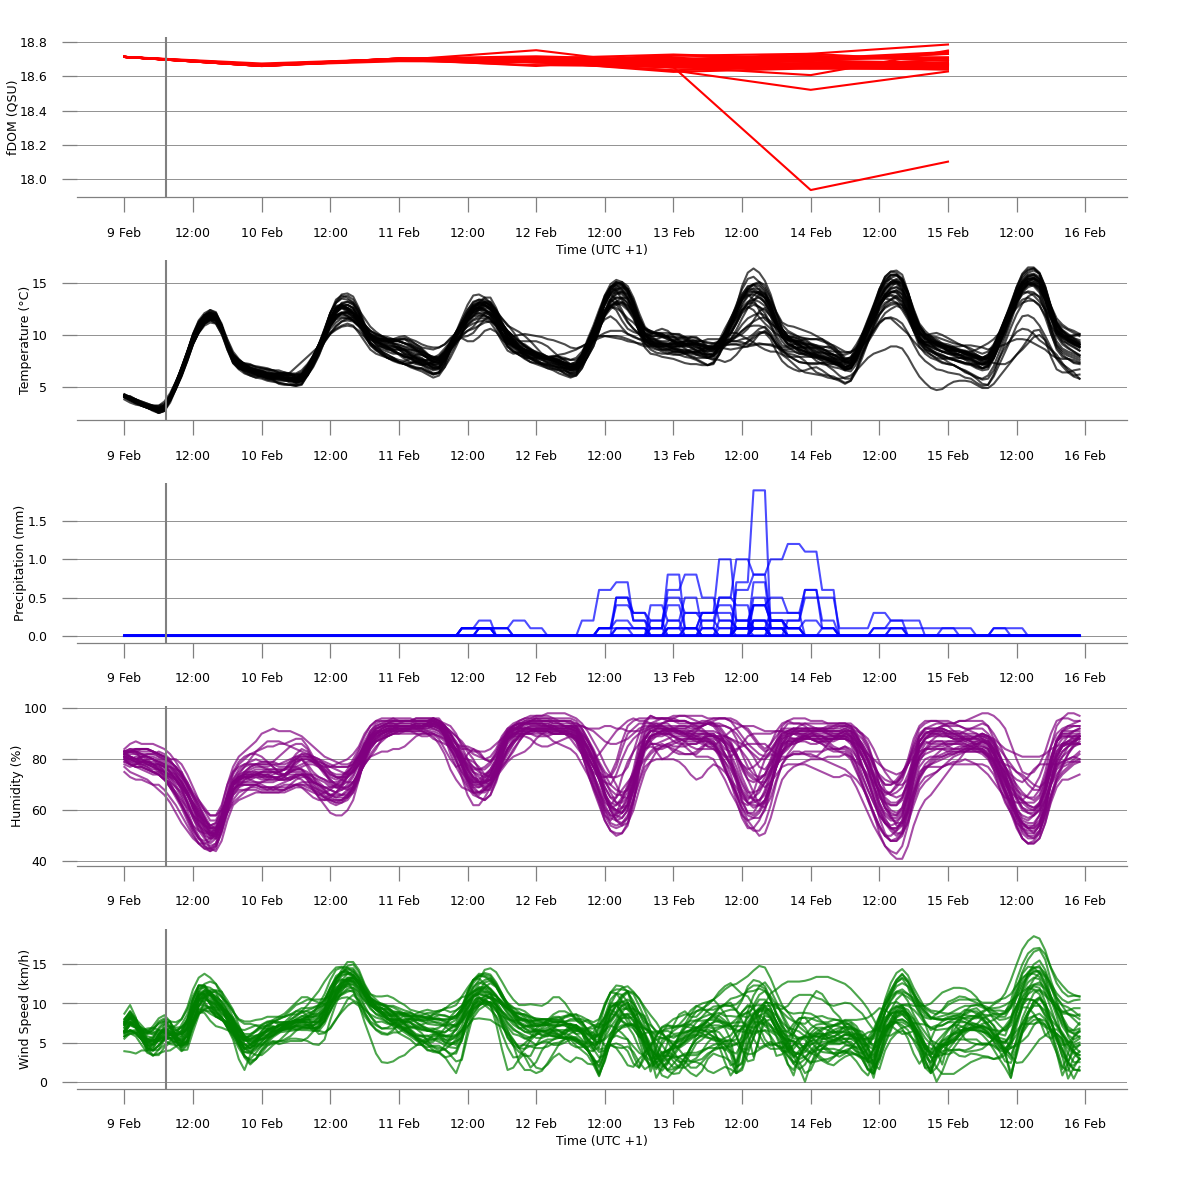 fDOM (QSU)
18.8
18.6
18.4
18.2
18.0
9 Feb 12:00 10 Feb 12:00 11 Feb 12:00 12 Feb 12:00 13 Feb 12:00 14 Feb 12:00 15 Feb 12:00 16 Feb
Time (UTC +1)
Temperature (°C)
15
10
5
9 Feb 12:00 10 Feb 12:00 11 Feb 12:00 12 Feb 12:00 13 Feb 12:00 14 Feb 12:00 15 Feb 12:00 16 Feb
Precipitation (mm)
1.5
1.0
0.5
0.0
9 Feb 12:00 10 Feb 12:00 11 Feb 12:00 12 Feb 12:00 13 Feb 12:00 14 Feb 12:00 15 Feb 12:00 16 Feb
Humidity (%)
100
80
60
40
9 Feb 12:00 10 Feb 12:00 11 Feb 12:00 12 Feb 12:00 13 Feb 12:00 14 Feb 12:00 15 Feb 12:00 16 Feb
Wind Speed (km/h)
15
10
5
0
9 Feb 12:00 10 Feb 12:00 11 Feb 12:00 12 Feb 12:00 13 Feb 12:00 14 Feb 12:00 15 Feb 12:00 16 Feb
Time (UTC +1)